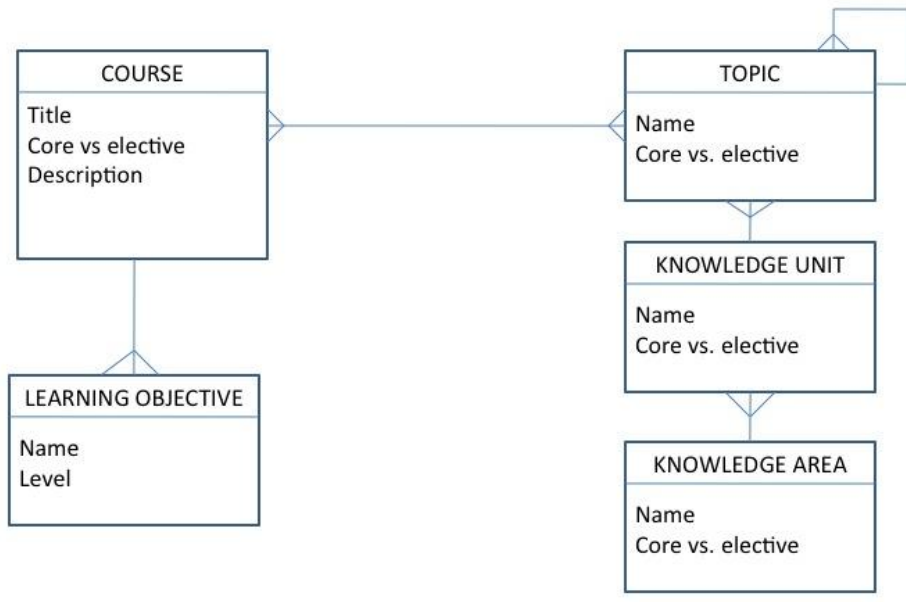 COURSE
Title
Core vs elective
Description
TOPIC
Name
Core vs. elective
KNOWLEDGE UNIT
Name
Core vs. elective
LEARNING OBJECTIVE
Name
Level
KNOWLEDGE AREA
Name
Core vs. elective